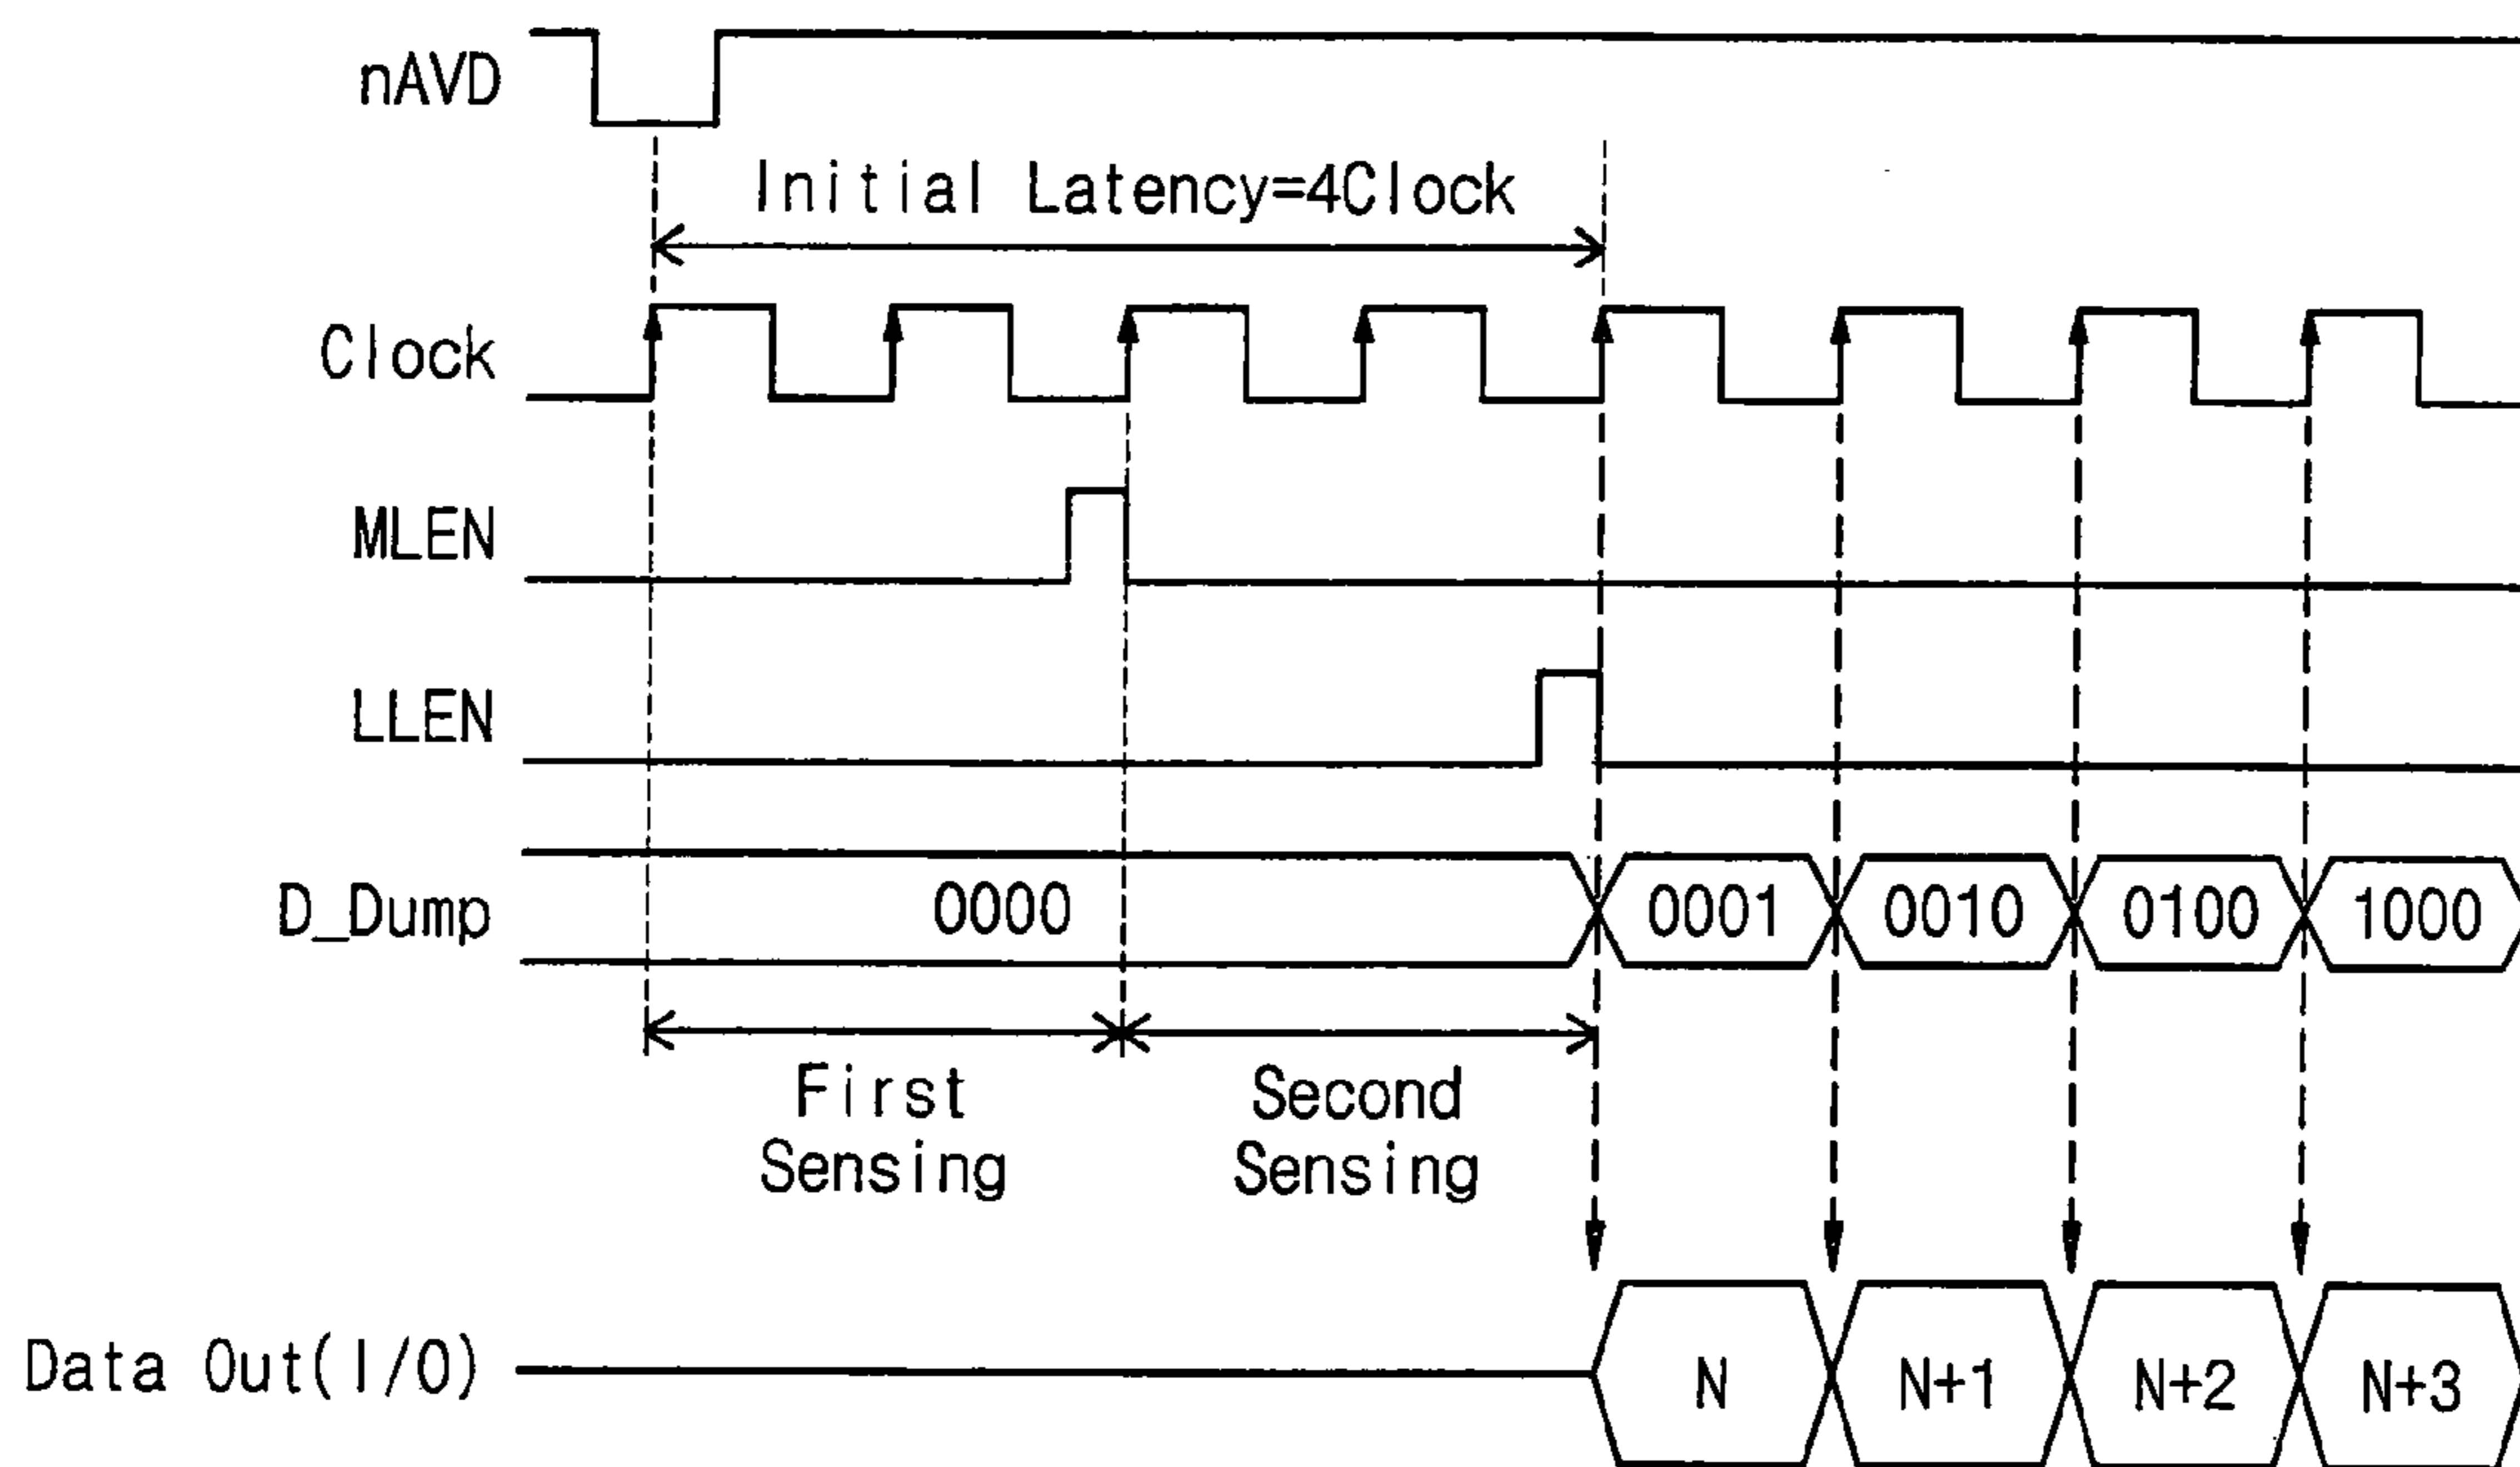 nAVD
Initial Latency=4Clock
Clock
MLEN
LLEN
D_Dump 0000 0001 0010 0100 1000
First Second
Sensing Sensing
Data Out(I/O) N N+1 N+2 N+3